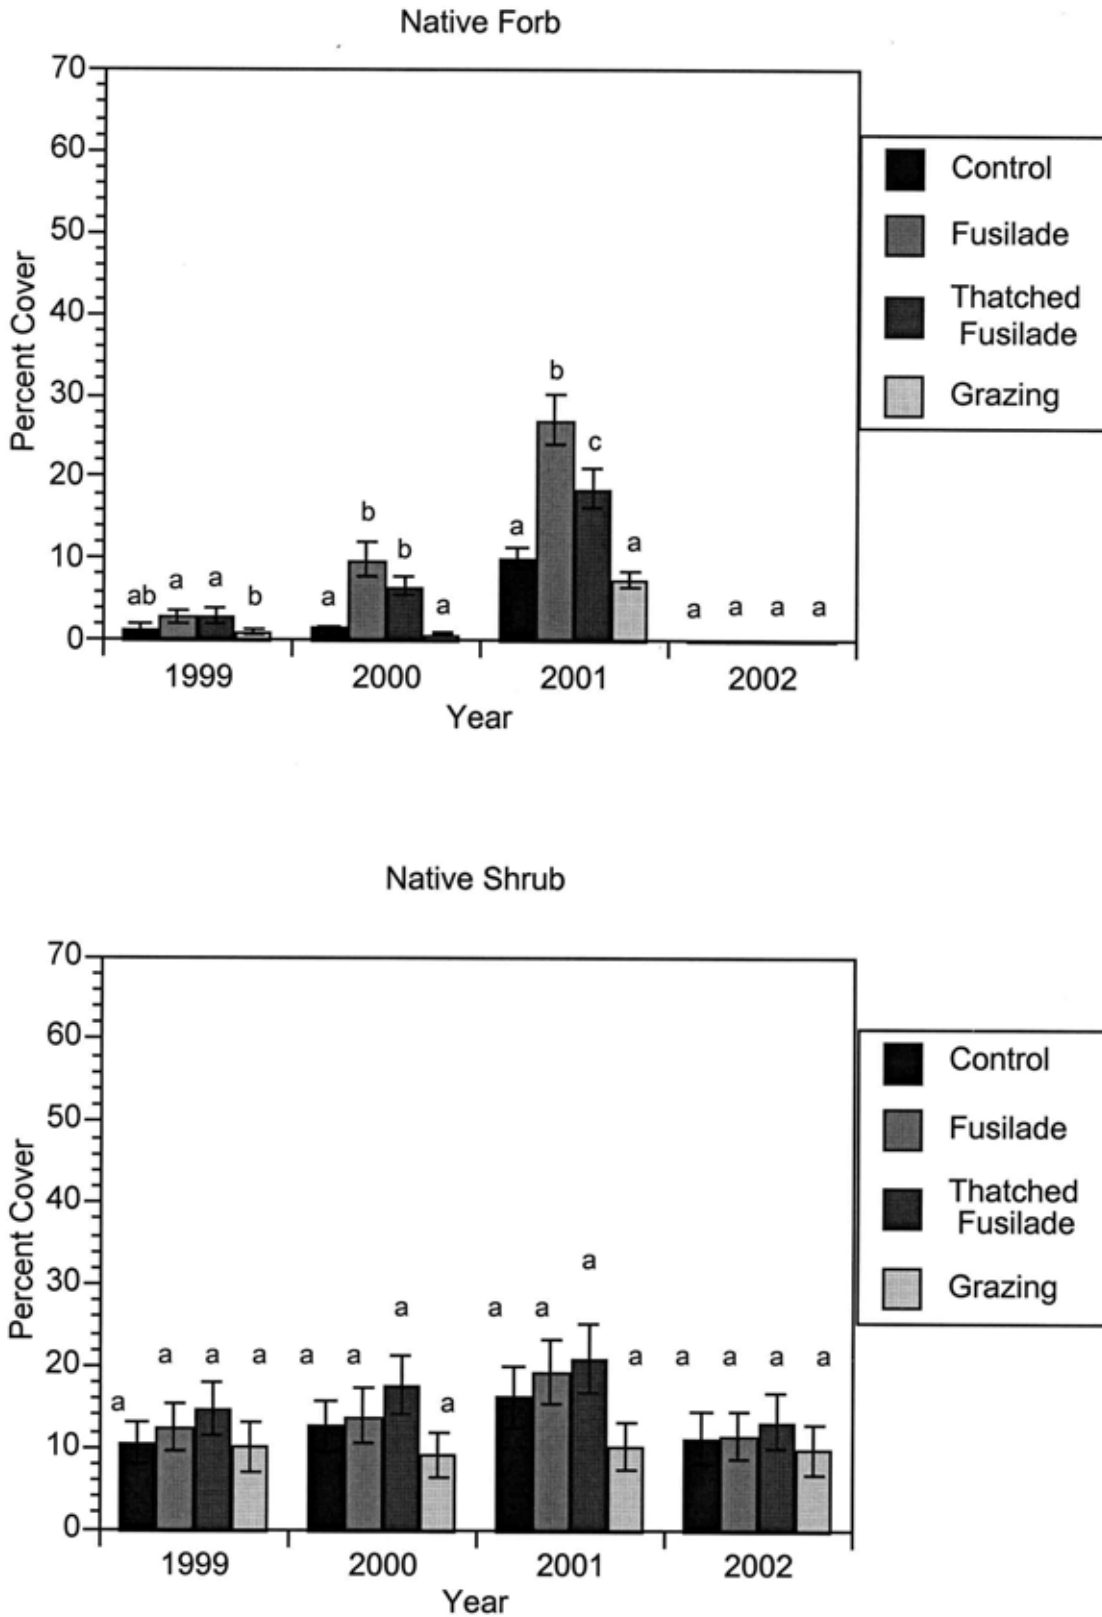 Native Forb
70
60
50
40
30
20
10
0
Percent Cover
ab a a b
a b b a
a b c a
a a a a
1999 2000 2001 2002
Year
Control
Fusilade
Thatched
Fusilade
Grazing
Native Shrub
70
60
50
40
30
20
10
0
Percent Cover
a a a a
a a a a
a a a a
a a a a
1999 2000 2001 2002
Year
Control
Fusilade
Thatched
Fusilade
Grazing